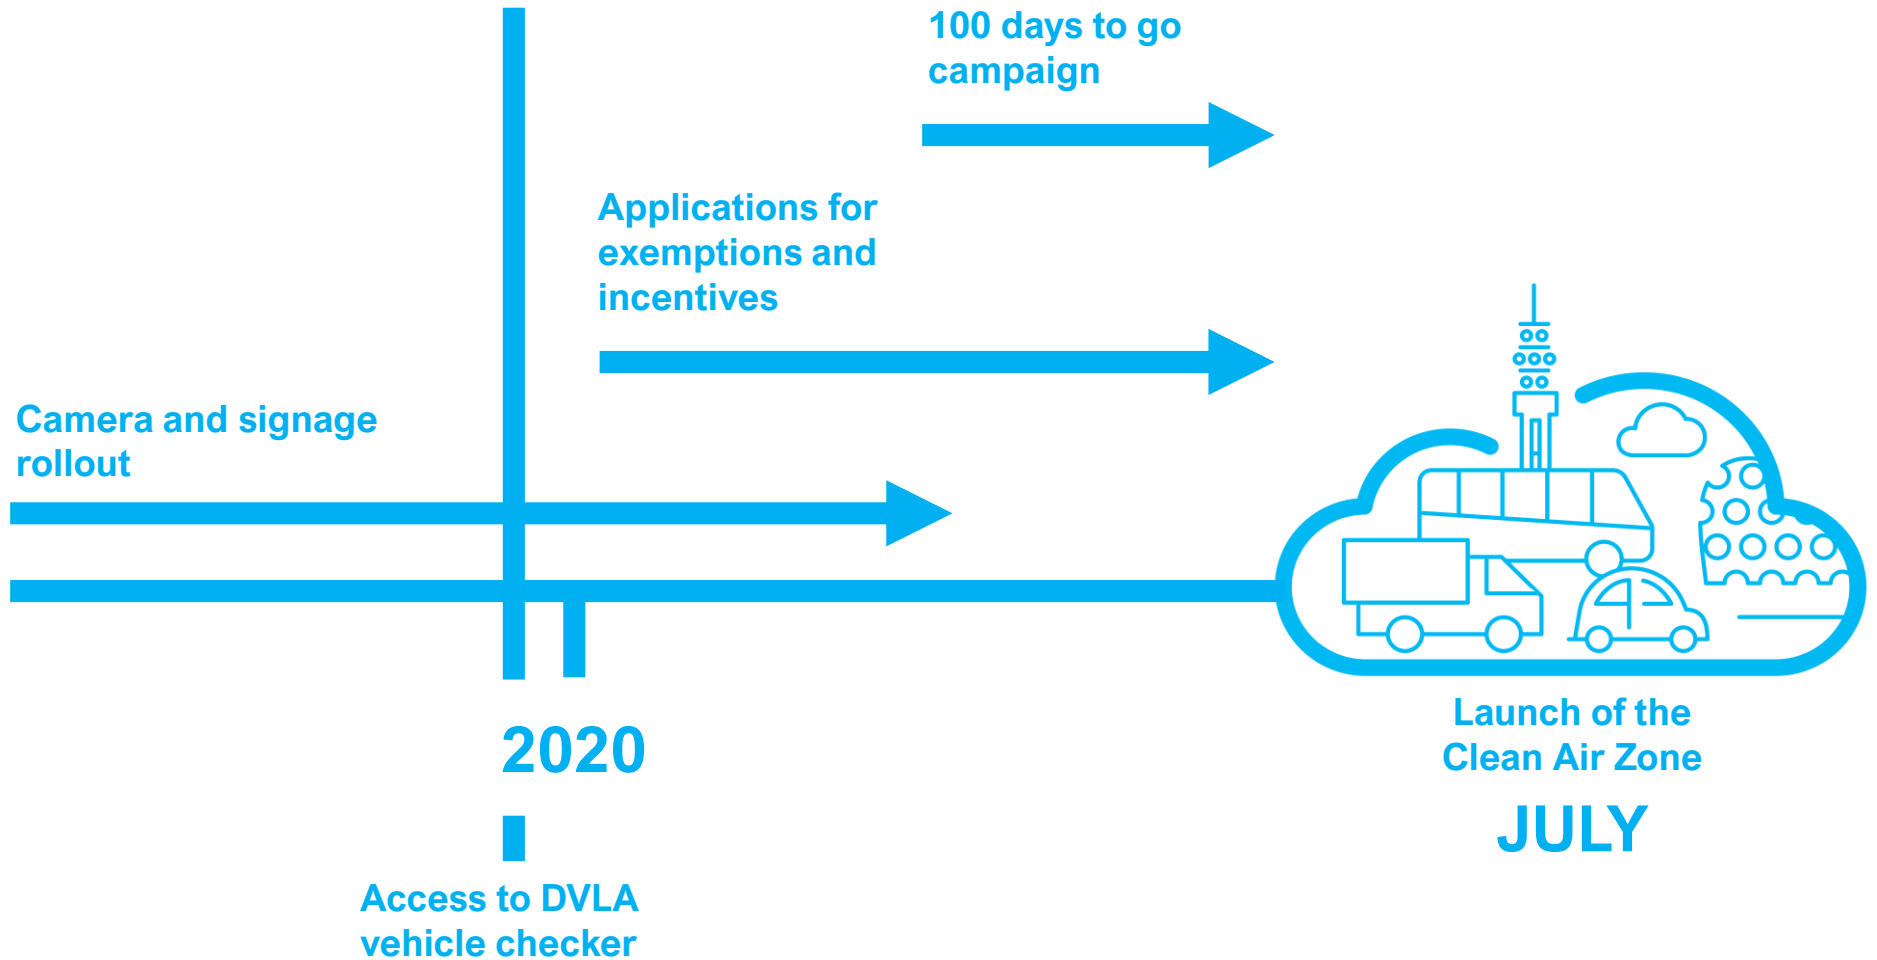 100 days to go
campaign
Applications for
exemptions and
incentives
Camera and signage
rollout
2020
Launch of the
Clean Air Zone
JULY
Access to DVLA
vehicle checker